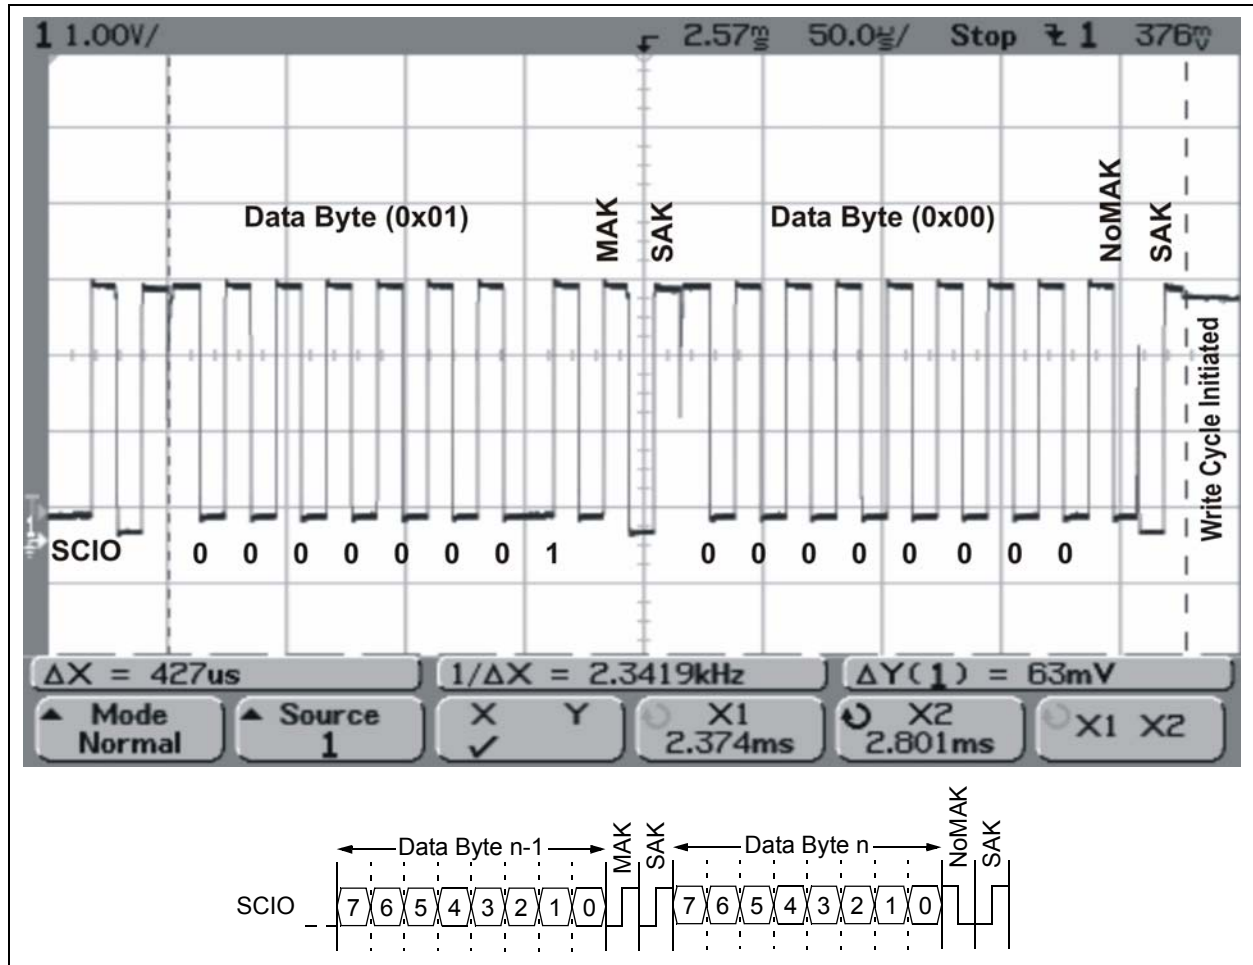 1 1.00V/ 2.57ms 50.0us/ Stop 1 376mV
Data Byte (0x01) MAK SAK Data Byte (0x00) NoMAK SAK
Write Cycle Initiated
SCIO 0 0 0 0 0 0 0 1 0 0 0 0 0 0 0 0
ΔX = 427us 1/ΔX = 2.3419kHz ΔY(1) = 63mV
Mode Source X Y X1 X2 X1 X2
Normal 1 ✓ 2.374ms 2.801ms
Data Byte n-1 MAK SAK Data Byte n NoMAK SAK
SCIO 7 6 5 4 3 2 1 0 7 6 5 4 3 2 1 0